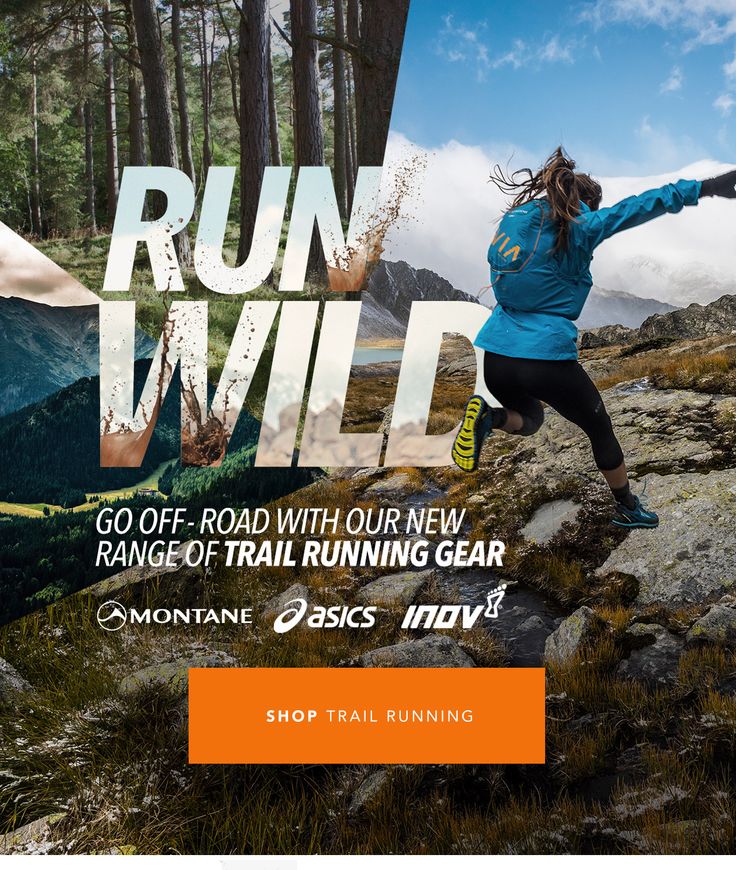 RUN
WILD
GO OFF-ROAD WITH OUR NEW
RANGE OF TRAIL RUNNING GEAR
MONTANE asics INOV8
SHOP TRAIL RUNNING